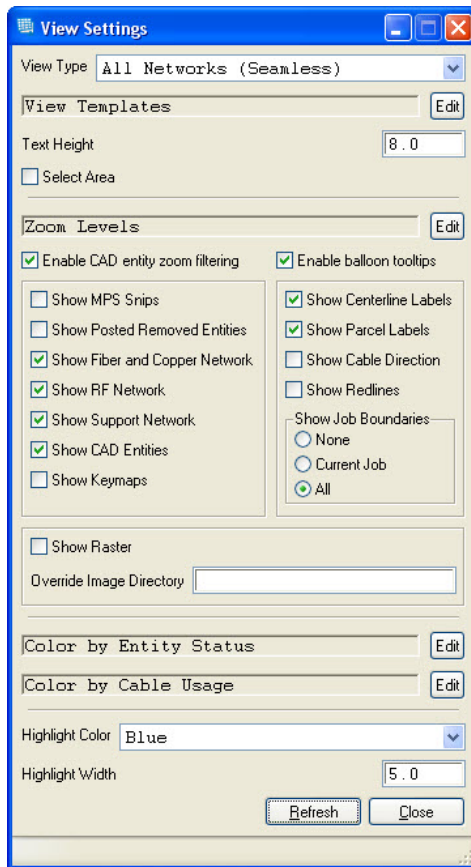 View Settings
View Type All Networks (Seamless)
View Templates Edit
Text Height 8.0
Select Area
Zoom Levels Edit
Enable CAD entity zoom filtering Enable balloon tooltips
Show MPS Snips
Show Posted Removed Entities
Show Fiber and Copper Network
Show RF Network
Show Support Network
Show CAD Entities
Show Keymaps
Show Centerline Labels
Show Parcel Labels
Show Cable Direction
Show Redlines
Show Job Boundaries
None
Current Job
All
Show Raster
Override Image Directory
Color by Entity Status Edit
Color by Cable Usage Edit
Highlight Color Blue
Highlight Width 5.0
Refresh Close